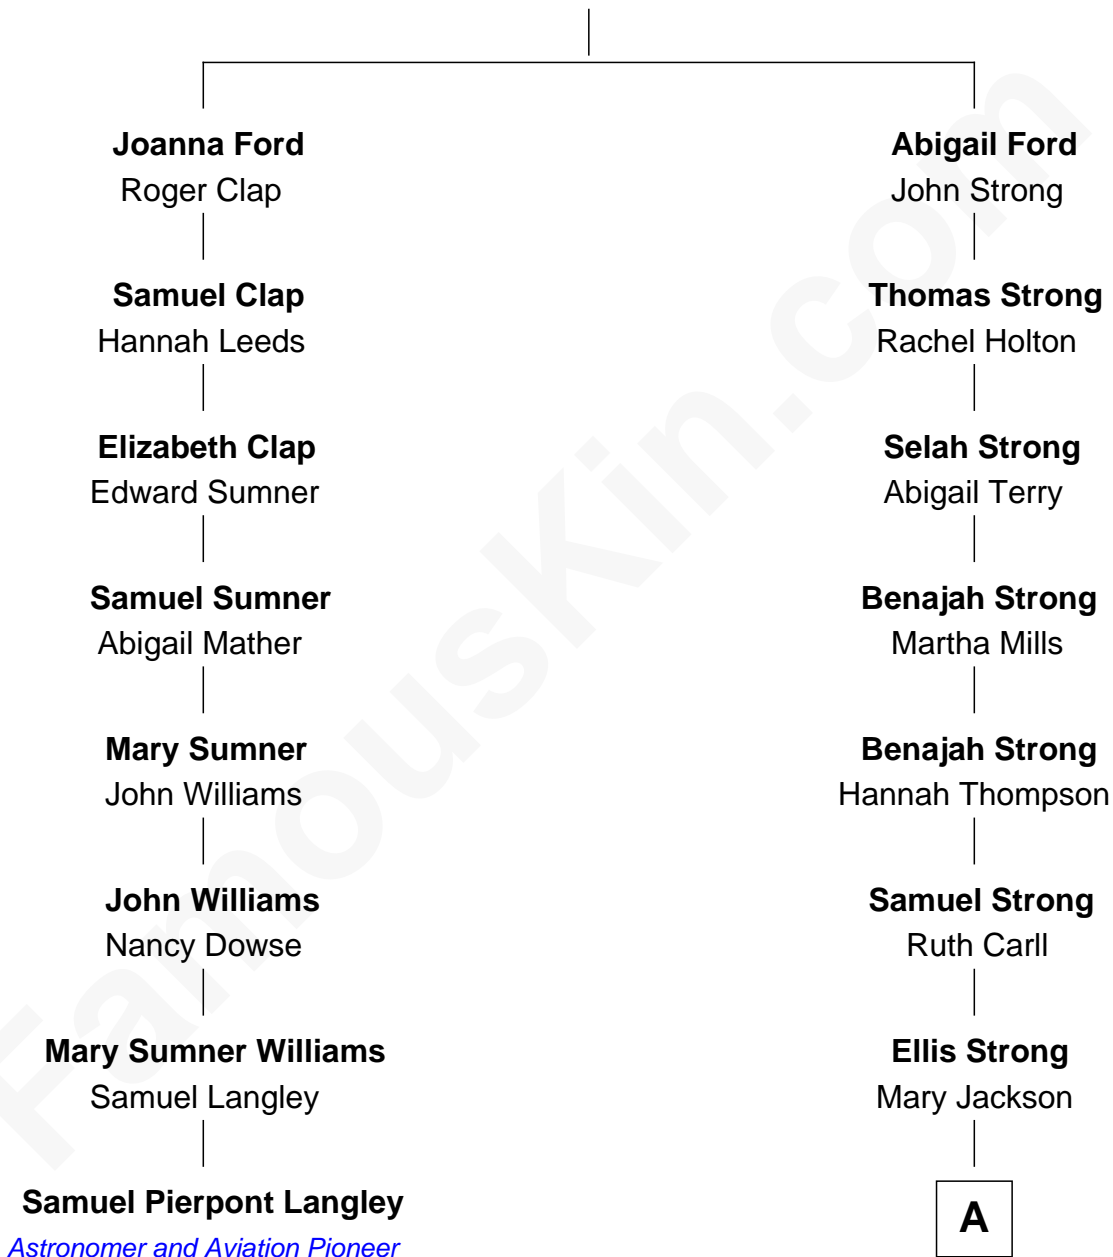 Joanna Ford
Roger Clap
Samuel Clap
Hannah Leeds
Elizabeth Clap
Edward Sumner
Samuel Sumner
Abigail Mather
Mary Sumner
John Williams
John Williams
Nancy Dowse
Mary Sumner Williams
Samuel Langley
Samuel Pierpont Langley
Astronomer and Aviation Pioneer
Abigail Ford
John Strong
Thomas Strong
Rachel Holton
Selah Strong
Abigail Terry
Benajah Strong
Martha Mills
Benajah Strong
Hannah Thompson
Samuel Strong
Ruth Carll
Ellis Strong
Mary Jackson
A
FamousKin.com